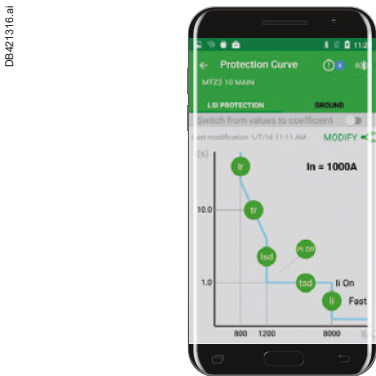 DB421316.ai
11:2
Protection Curve
MTZ2 10 MAIN
LSI PROTECTION GROUND
Switch from values to coefficient
Last modification 1/7/16 11:11 AM MODIFY
t(s)
Ir
In = 1000A
10.0
tr
Isd
1.0
tsd
Ii On
Ii
Fast
800 1200 8000